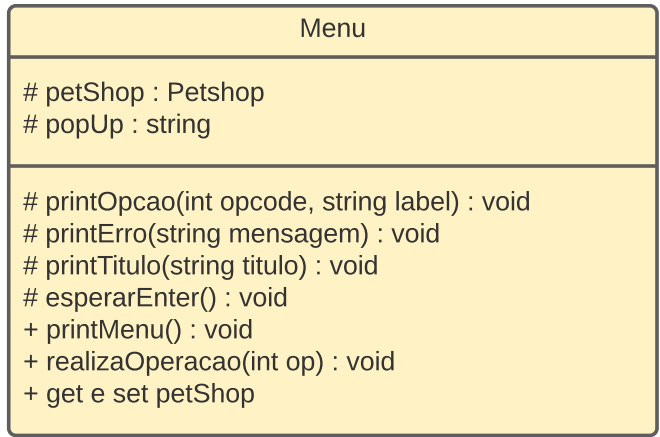 Menu
# petShop : Petshop
# popUp : string
# printOpcao(int opcode, string label) : void
# printErro(string mensagem) : void
# printTitulo(string titulo) : void
# esperarEnter() : void
+ printMenu() : void
+ realizaOperacao(int op) : void
+ get e set petShop